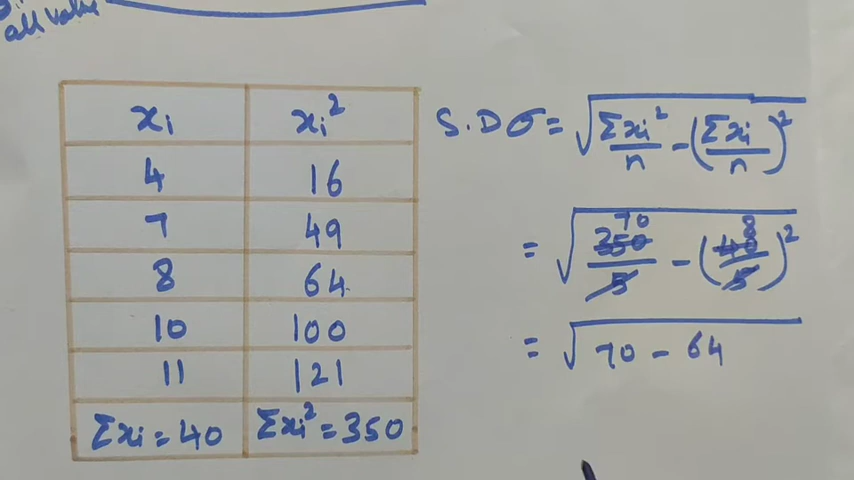 all value
xi xi²
4 16
7 49
8 64
10 100
11 121
Σxi = 40 Σxi² = 350
S.D σ = √(Σxi²/n - (Σxi/n)²)
70 8
= √(350/5 - (40/5)²)
= √(70 - 64)